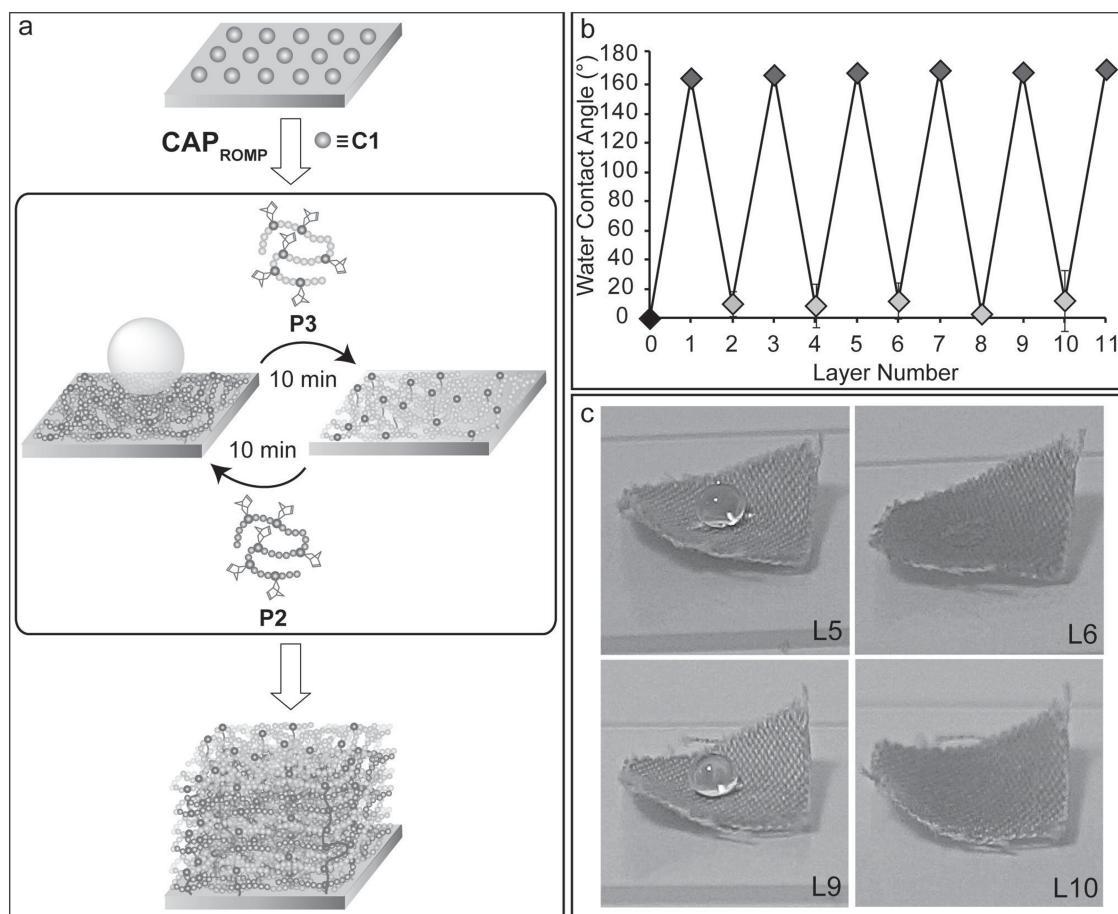 a
CAP ROMP
≡C1
P3
10 min
10 min
P2
b
Water Contact Angle (°)
180
160
140
120
100
80
60
40
20
0
0 1 2 3 4 5 6 7 8 9 10 11
Layer Number
c
L5
L6
L9
L10